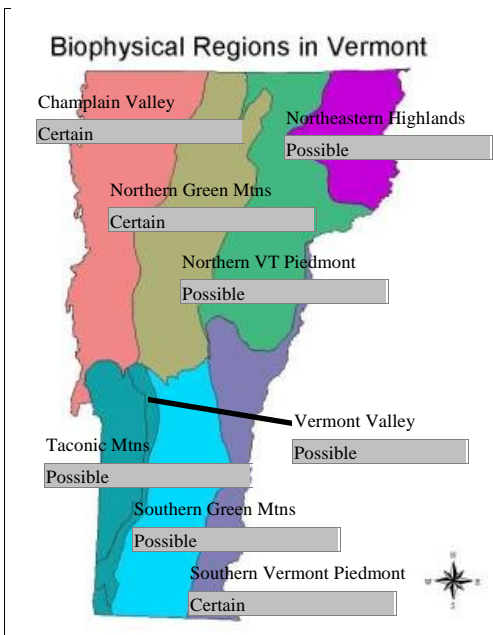 Biophysical Regions in Vermont
Champlain Valley
Certain
Northeastern Highlands
Possible
Northern Green Mtns
Certain
Northern VT Piedmont
Possible
Vermont Valley
Possible
Taconic Mtns
Possible
Southern Green Mtns
Possible
Southern Vermont Piedmont
Certain
N
W E
S